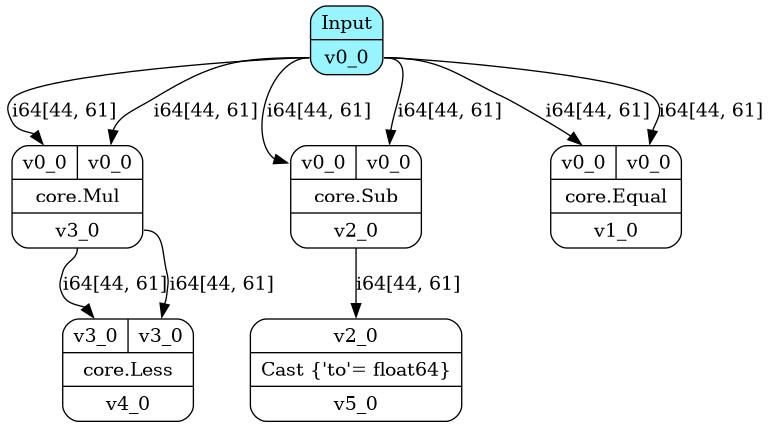 Input
v0_0
i64[44, 61] i64[44, 61] i64[44, 61] i64[44, 61] i64[44, 61] i64[44, 61]
v0_0 v0_0 v0_0 v0_0 v0_0 v0_0
core.Mul core.Sub core.Equal
v3_0 v2_0 v1_0
i64[44, 61] i64[44, 61] i64[44, 61]
v3_0 v3_0 v2_0
core.Less Cast {'to'= float64}
v4_0 v5_0